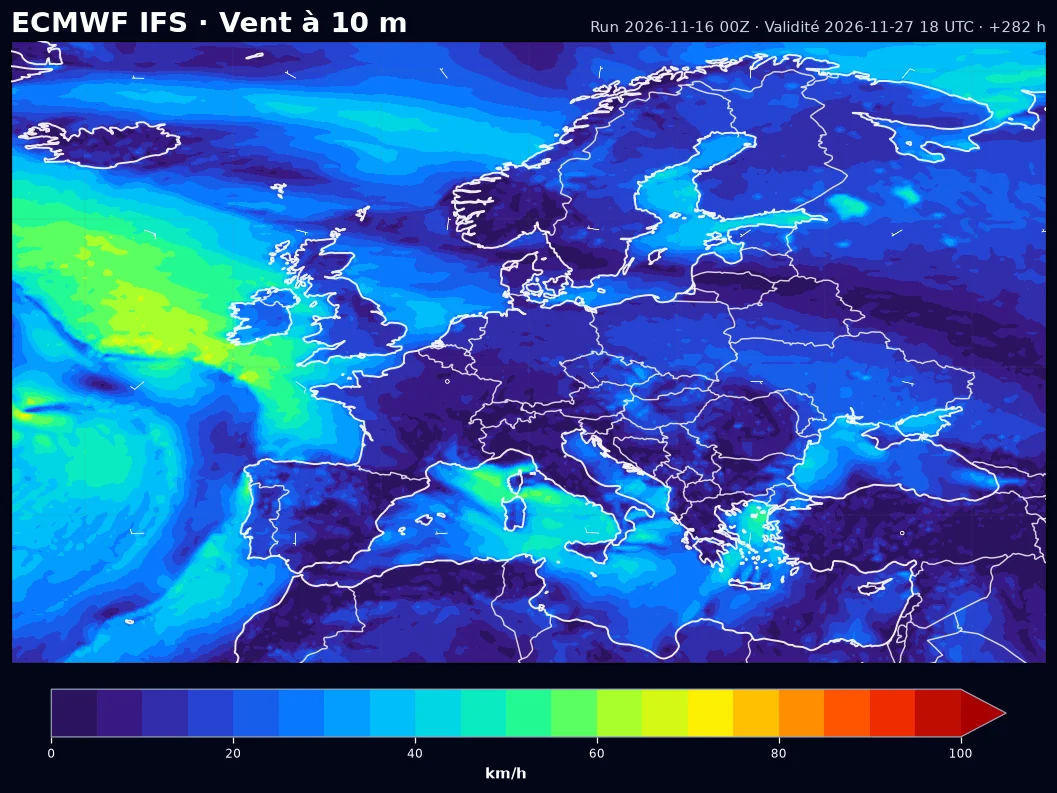 ECMWF IFS · Vent à 10 m
Run 2026-11-16 00Z · Validité 2026-11-27 18 UTC · +282 h
0 20 40 60 80 100
km/h